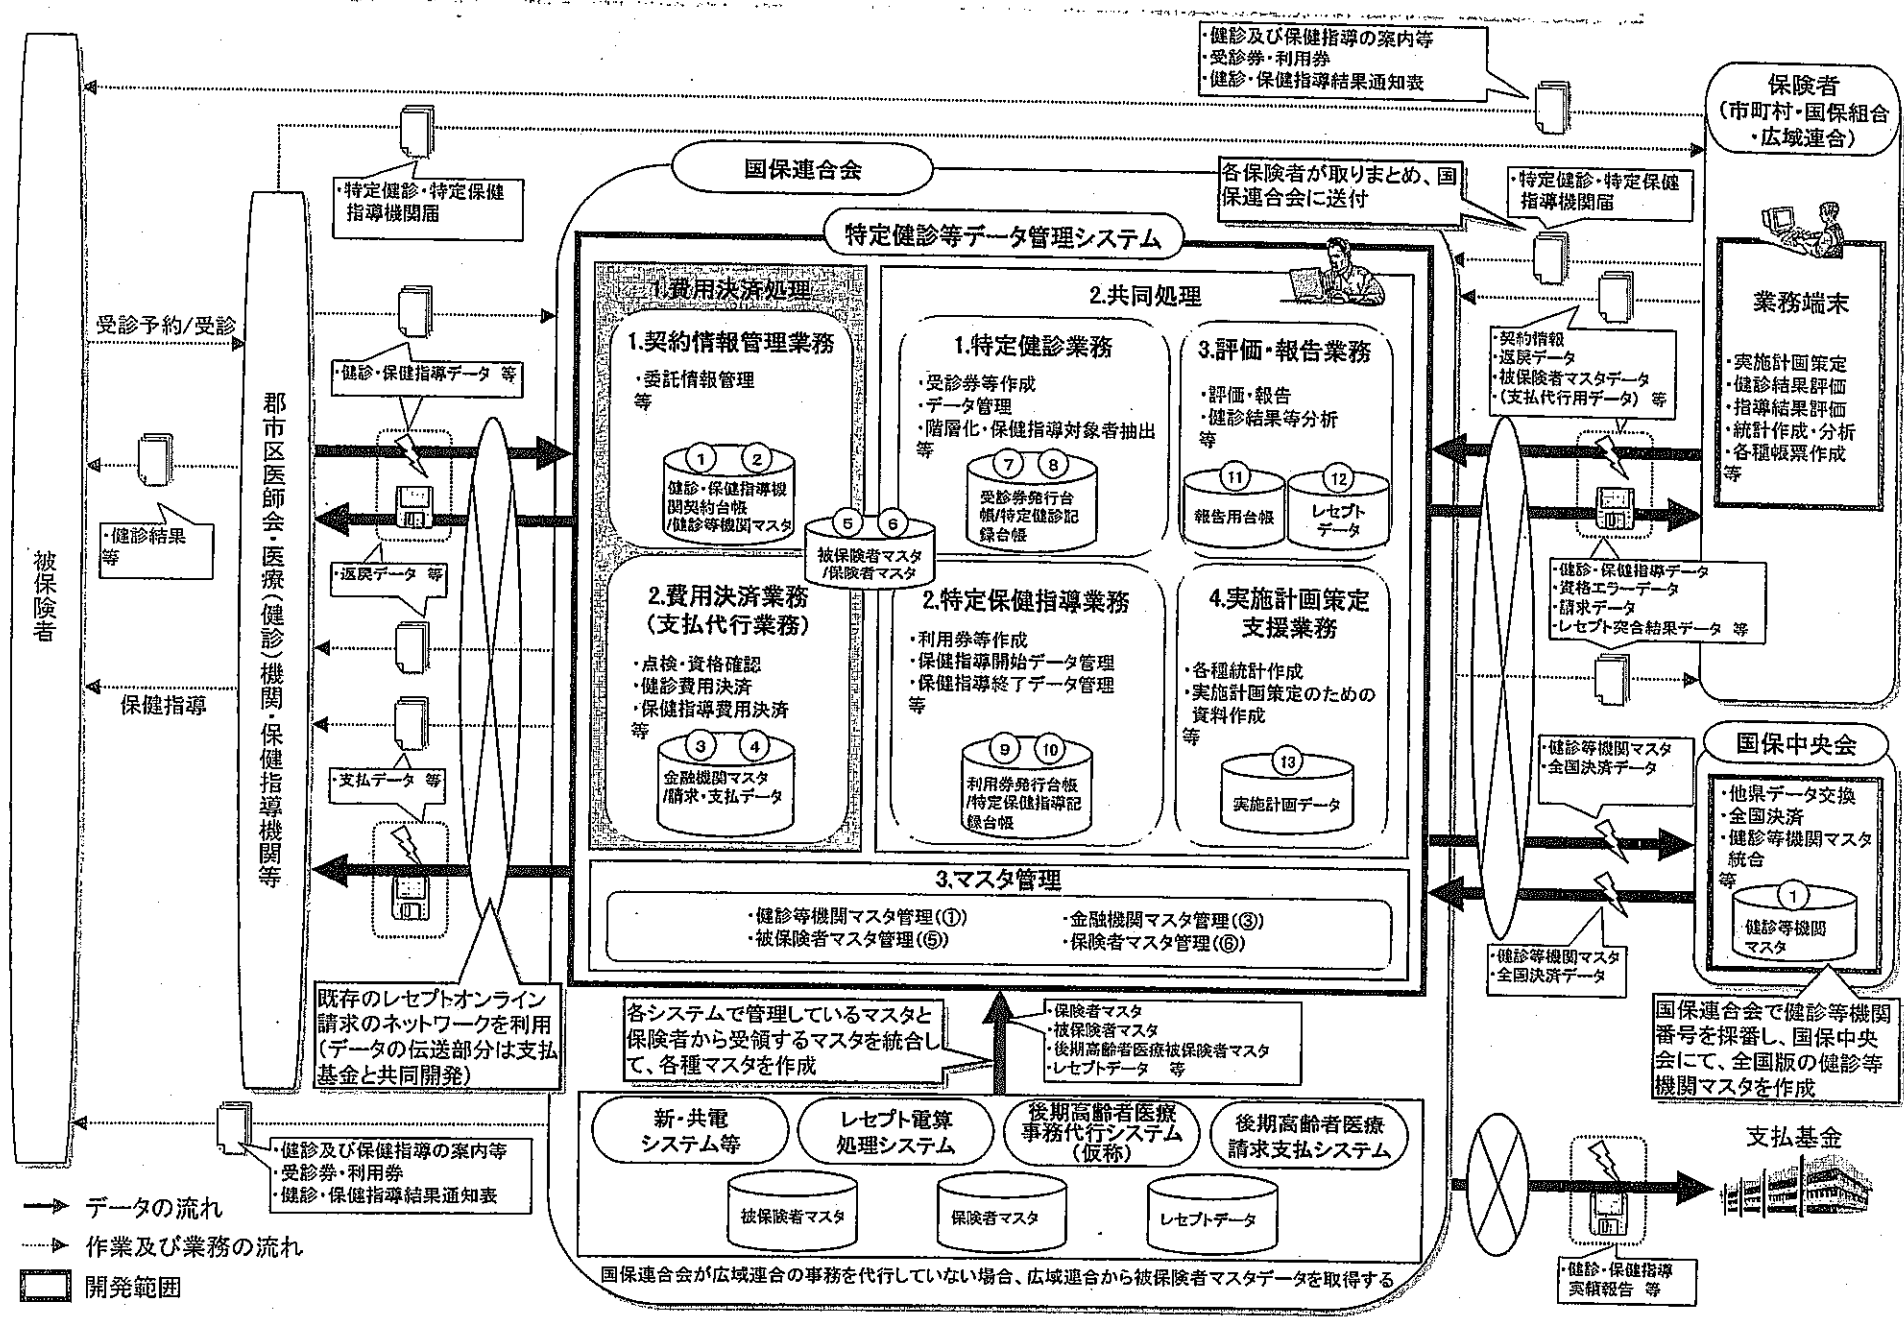 ・健診及び保健指導の案内等
・受診券・利用券
・健診・保健指導結果通知表
保険者
(市町村・国保組合
・広域連合)
国保連合会
各保険者が取りまとめ、国
保連合会に送付
・特定健診・特定保健
指導機関届
・特定健診・特定保健
指導機関届
特定健診等データ管理システム
1.費用決済処理
2.共同処理
業務端末
・実施計画策定
・健診結果評価
・指導結果評価
・統計作成・分析
・各種帳票作成
等
受診予約/受診
・健診・保健指導データ 等
1.契約情報管理業務
・委託情報管理
等
① ②
健診・保健指導機
関契約台帳
/健診等機関マスタ
1.特定健診業務
・受診券等作成
・データ管理
・階層化・保健指導対象者抽出
等
⑦ ⑧
受診券発行台
帳/特定健診記
録台帳
3.評価・報告業務
・評価・報告
・健診結果等分析
等
⑪
報告用台帳
⑫
レセプト
データ
・契約情報
・返戻データ
・被保険者マスタデータ
・(支払代行用データ) 等
⑤ ⑥
被保険者マスタ
/保険者マスタ
被保険者
郡市区医師会・医療(健診)機関・保健指導機関等
・健診結果
等
・返戻データ 等
保健指導
・支払データ 等
2.費用決済業務
(支払代行業務)
・点検・資格確認
・健診費用決済
・保健指導費用決済
等
③ ④
金融機関マスタ
/請求・支払データ
2.特定保健指導業務
・利用券等作成
・保健指導開始データ管理
・保健指導終了データ管理
等
⑨ ⑩
利用券発行台帳
/特定保健指導記
録台帳
4.実施計画策定
支援業務
・各種統計作成
・実施計画策定のための
資料作成
等
⑬
実施計画データ
・健診・保健指導データ
・資格エラーデータ
・請求データ
・レセプト突合結果データ 等
・健診等機関マスタ
・全国決済データ
国保中央会
・他県データ交換
・全国決済
・健診等機関マスタ
統合
等
①
健診等機関
マスタ
・健診等機関マスタ
・全国決済データ
3.マスタ管理
・健診等機関マスタ管理(①)
・金融機関マスタ管理(③)
・被保険者マスタ管理(⑤)
・保険者マスタ管理(⑥)
既存のレセプトオンライン
請求のネットワークを利用
(データの伝送部分は支払
基金と共同開発)
各システムで管理しているマスタと
保険者から受領するマスタを統合し
て、各種マスタを作成
・保険者マスタ
・被保険者マスタ
・後期高齢者医療被保険者マスタ
・レセプトデータ 等
国保連合会で健診等機関
番号を採番し、国保中央
会にて、全国版の健診等
機関マスタを作成
新・共電
システム等
レセプト電算
処理システム
後期高齢者医療
事務代行システム
(仮称)
後期高齢者医療
請求支払システム
被保険者マスタ
保険者マスタ
レセプトデータ
国保連合会が広域連合の事務を代行していない場合、広域連合から被保険者マスタデータを取得する
支払基金
・健診・保健指導
実績報告 等
・健診及び保健指導の案内等
・受診券・利用券
・健診・保健指導結果通知表
データの流れ
作業及び業務の流れ
開発範囲